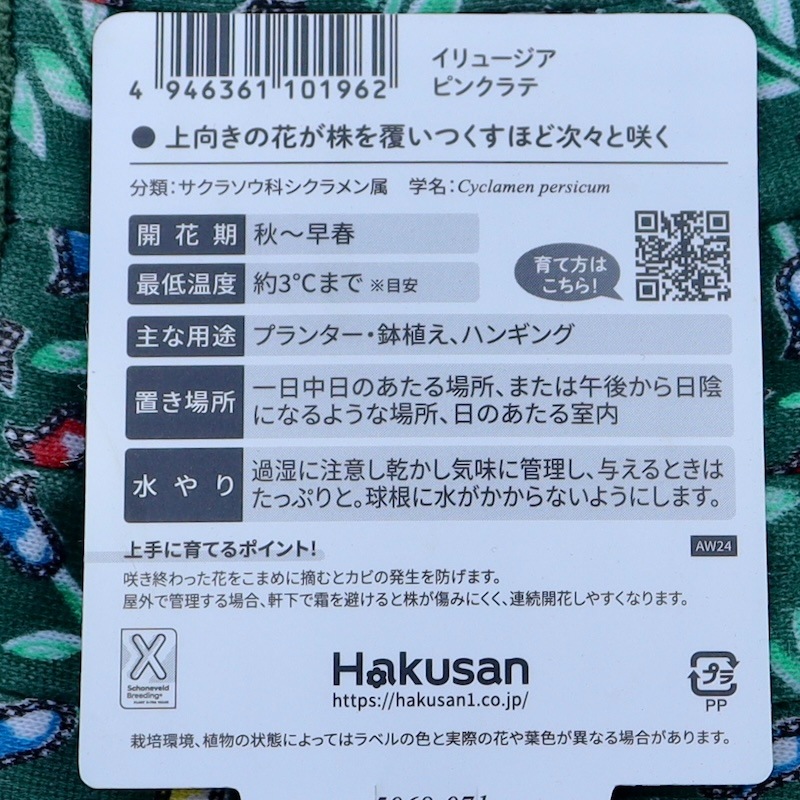 イリュージア
ピンクラテ
4 946361 101962
● 上向きの花が株を覆いつくすほど次々と咲く
分類：サクラソウ科シクラメン属　学名：Cyclamen persicum
開花期 秋〜早春
最低温度 約3℃まで ※目安
育て方は
こちら！
主な用途 プランター・鉢植え、ハンギング
置き場所 一日中日のあたる場所、または午後から日陰
になるような場所、日のあたる室内
水やり 過湿に注意し乾かし気味に管理し、与えるときは
たっぷりと。球根に水がかからないようにします。
上手に育てるポイント！
AW24
咲き終わった花をこまめに摘むとカビの発生を防げます。
屋外で管理する場合、軒下で霜を避けると株が傷みにくく、連続開花しやすくなります。
X
Schoneveld
Breeding
Hakusan
https://hakusan1.co.jp/
プラ
PP
栽培環境、植物の状態によってはラベルの色と実際の花や葉色が異なる場合があります。